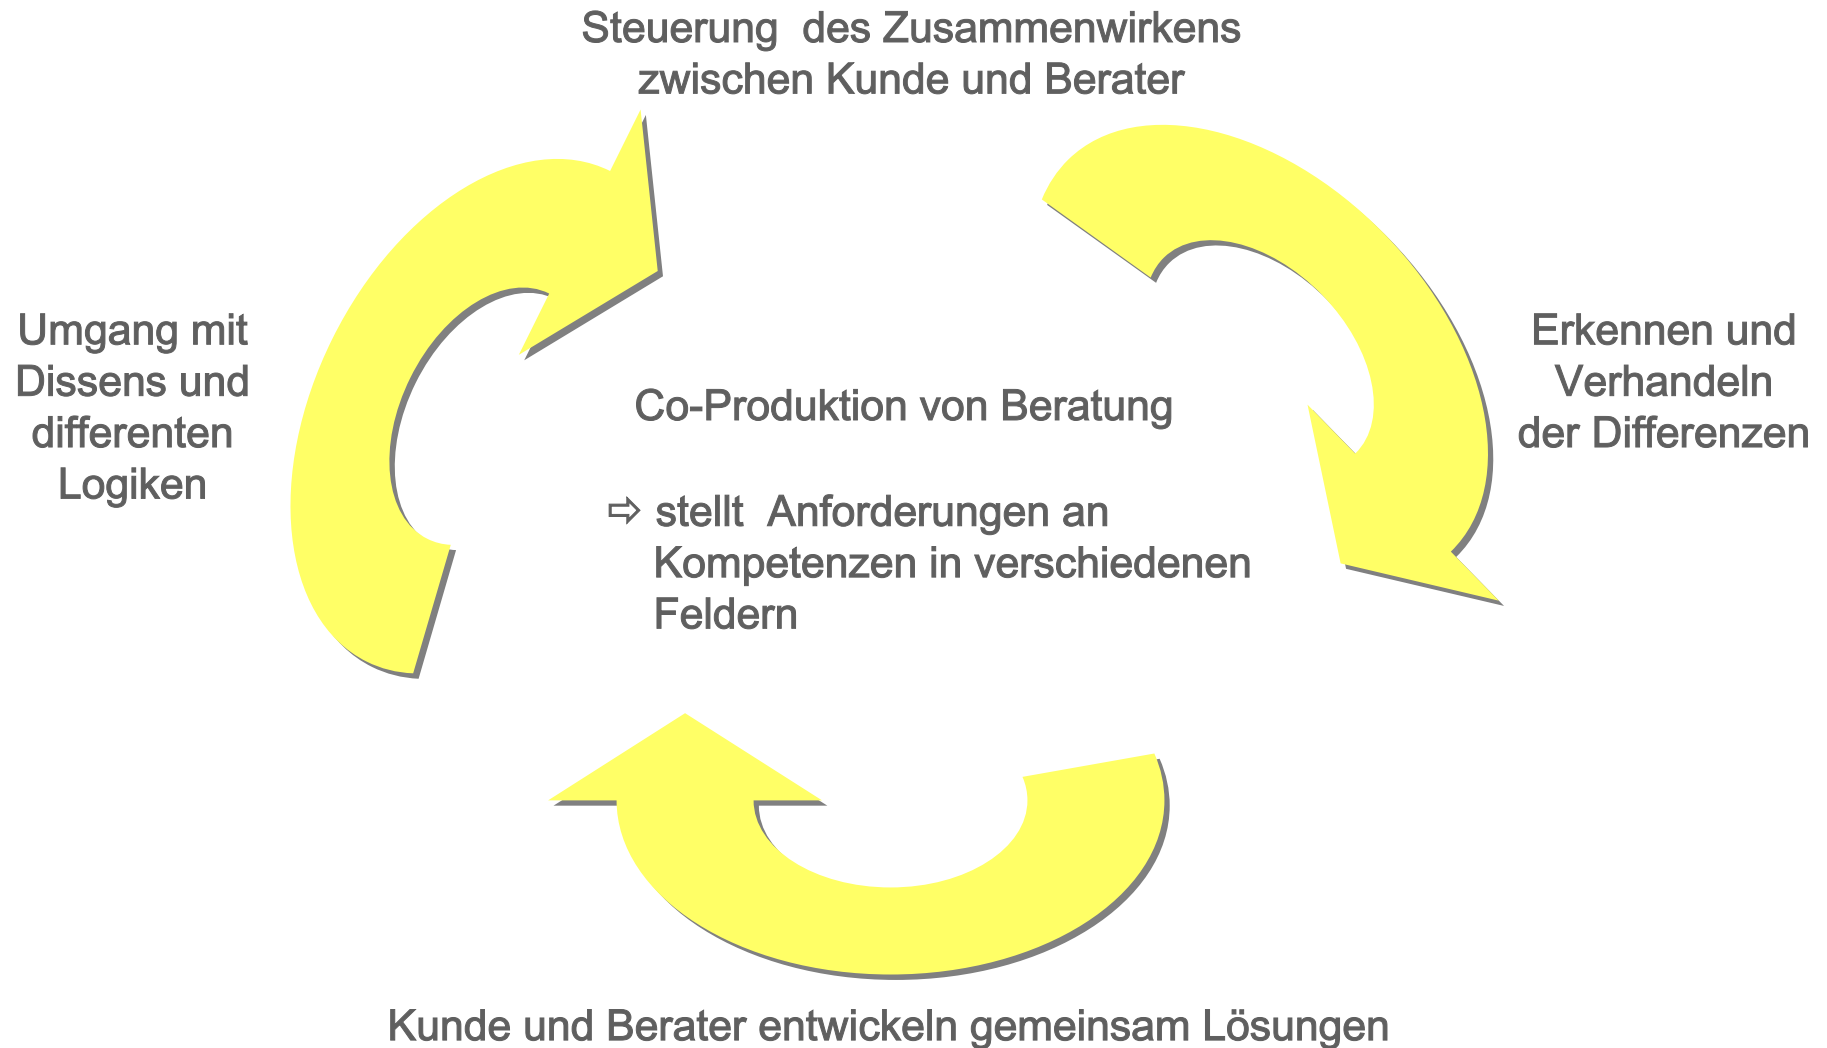 Steuerung  des Zusammenwirkens
zwischen Kunde und Berater
Umgang mit
Dissens und
differenten
Logiken
Erkennen und
Verhandeln
der Differenzen
Co-Produktion von Beratung
⇨ stellt  Anforderungen an
Kompetenzen in verschiedenen
Feldern
Kunde und Berater entwickeln gemeinsam Lösungen